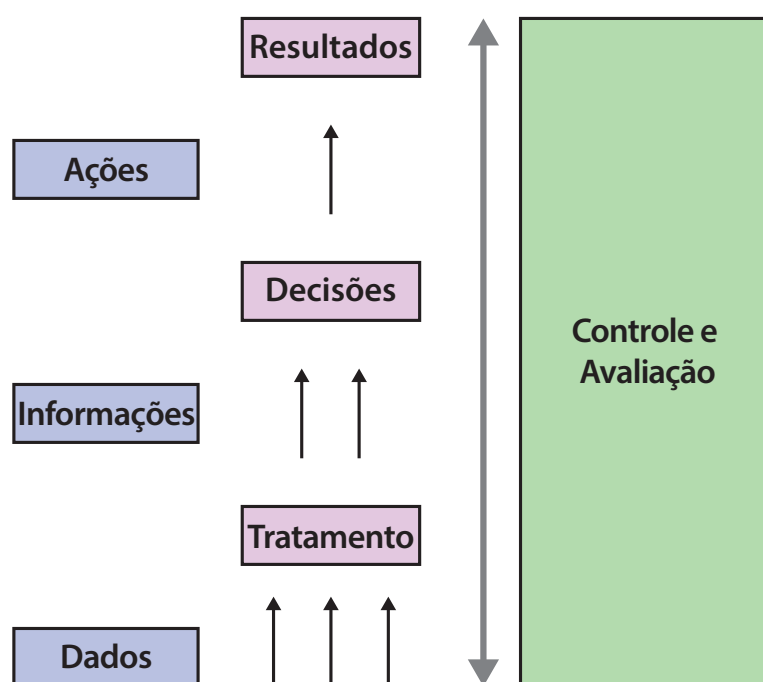 Resultados
Ações
Decisões
Controle e
Avaliação
Informações
Tratamento
Dados